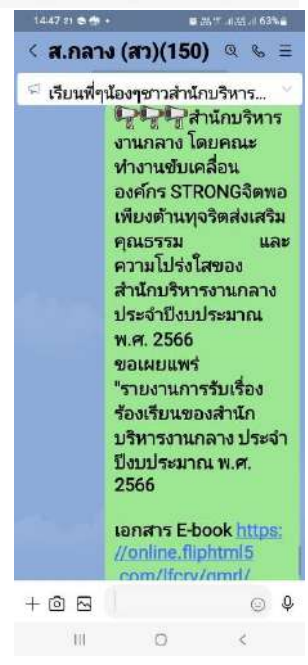 14:47
63%
ส.กลาง (สว)(150)
เรียนพี่ๆน้องๆชาวสำนักบริหาร...
สำนักบริหาร
งานกลาง โดยคณะ
ทำงานขับเคลื่อน
องค์กร STRONGจิตพอ
เพียงต้านทุจริตส่งเสริม
คุณธรรม และ
ความโปร่งใสของ
สำนักบริหารงานกลาง
ประจำปีงบประมาณ
พ.ศ. 2566
ขอเผยแพร่
"รายงานการรับเรื่อง
ร้องเรียนของสำนัก
บริหารงานกลาง ประจำ
ปีงบประมาณ พ.ศ.
2566
เอกสาร E-book https:
//online.fliphtml5
.com/lfcry/gmrd/